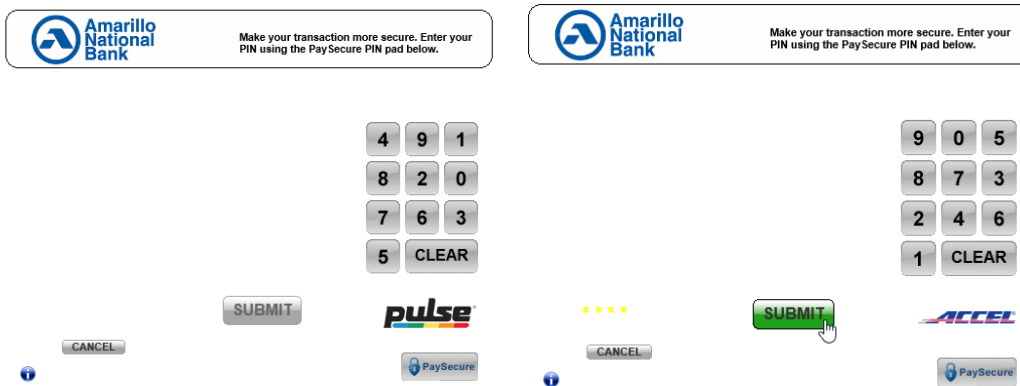 Amarillo
National
Bank
Make your transaction more secure. Enter your
PIN using the PaySecure PIN pad below.
4 9 1
8 2 0
7 6 3
5 CLEAR
SUBMIT
pulse
CANCEL
PaySecure
Amarillo
National
Bank
Make your transaction more secure. Enter your
PIN using the PaySecure PIN pad below.
9 0 5
8 7 3
2 4 6
1 CLEAR
****
SUBMIT
ACCEL
CANCEL
PaySecure